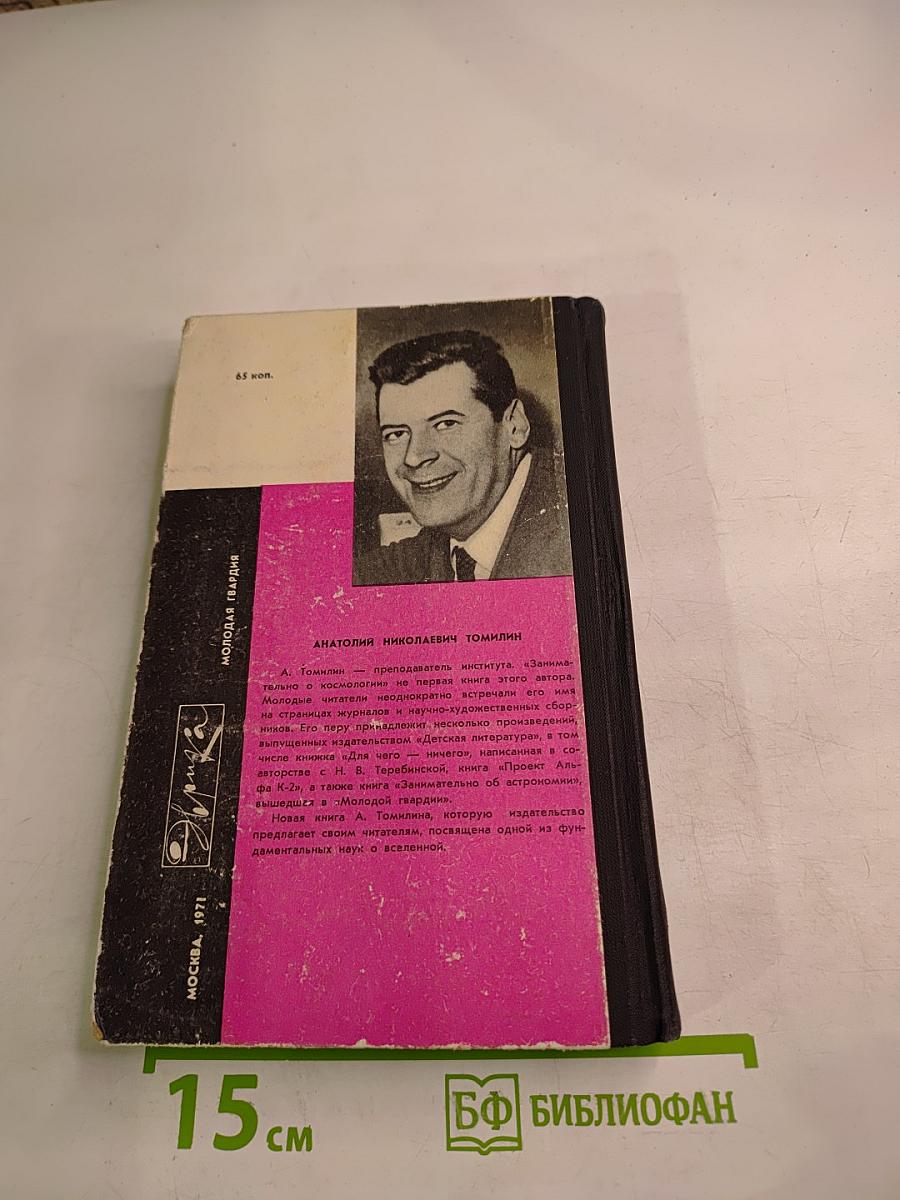 65 коп.
МОЛОДАЯ ГВАРДИЯ
Эврика
МОСКВА, 1971
АНАТОЛИЙ НИКОЛАЕВИЧ ТОМИЛИН
А. Томилин — преподаватель института. «Занима-
тельно о космологии» не первая книга этого автора.
Молодые читатели неоднократно встречали его имя
на страницах журналов и научно-художественных сбор-
ников. Его перу принадлежит несколько произведений,
выпущенных издательством «Детская литература», в том
числе книжка «Для чего — ничего», написанная в со-
авторстве с Н. В. Теребинской, книга «Проект Аль-
фа К-2», а также книга «Занимательно об астрономии»,
вышедшая в «Молодой гвардии».
Новая книга А. Томилина, которую издательство
предлагает своим читателям, посвящена одной из фун-
даментальных наук о вселенной.
15 см
БФ БИБЛИОФАН